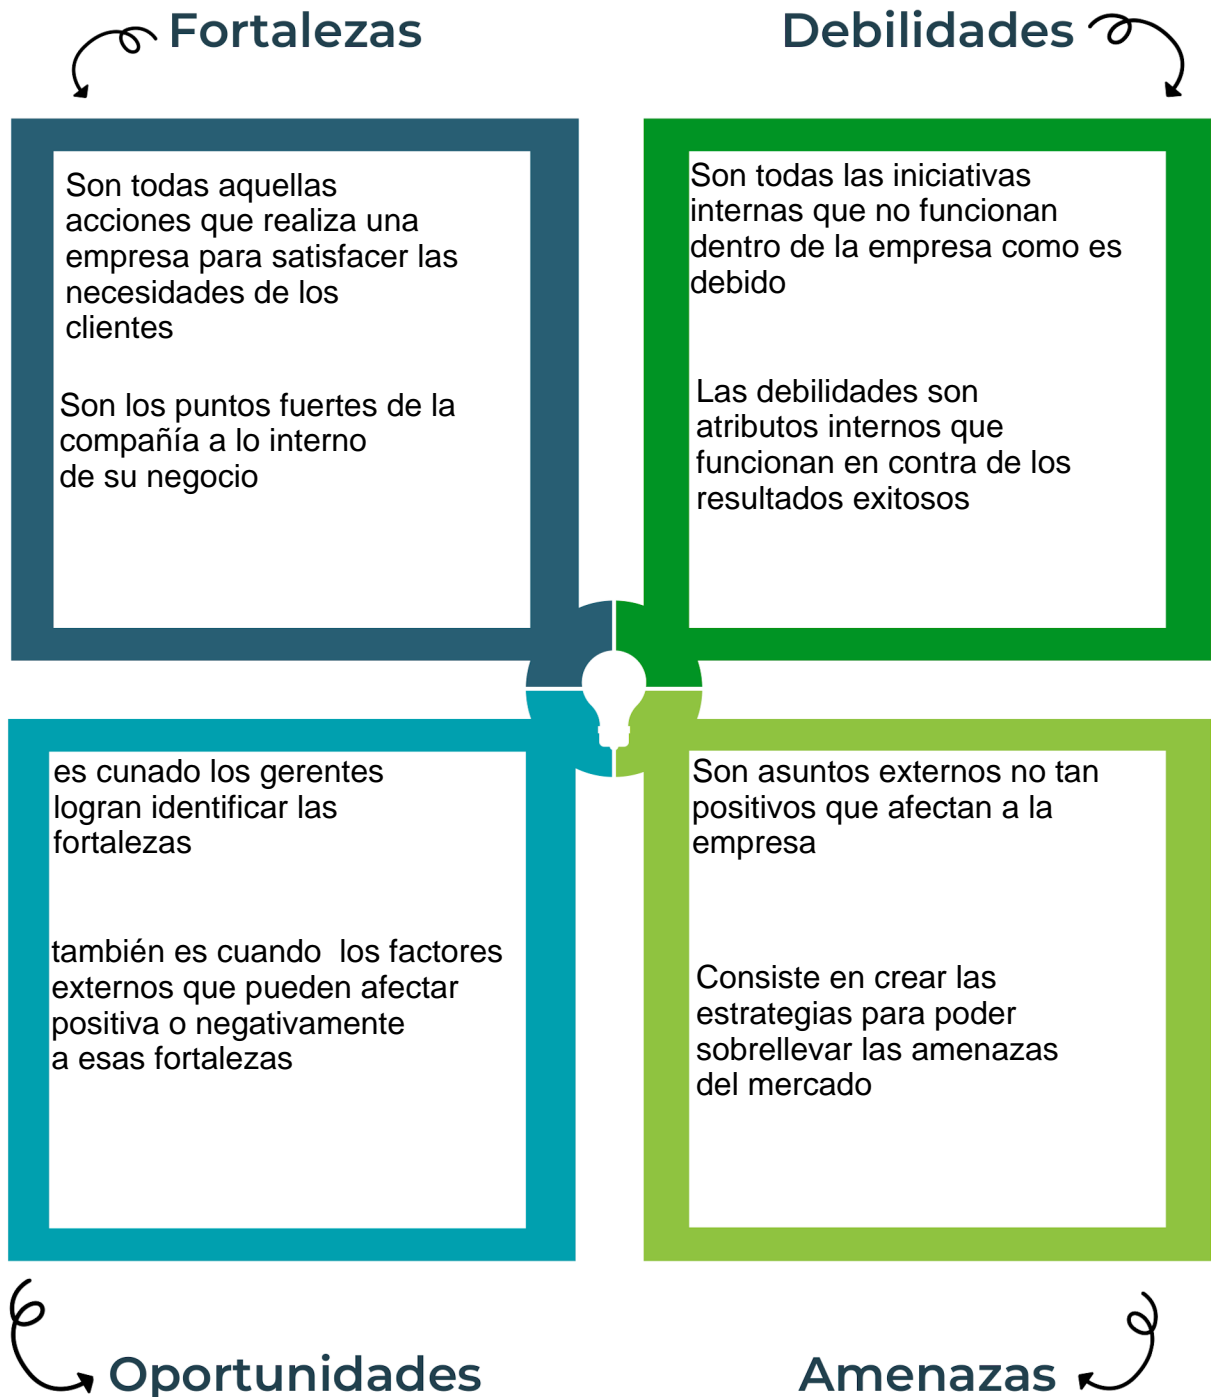 Fortalezas
Son todas aquellas
acciones que realiza una
empresa para satisfacer las
necesidades de los
clientes
Son los puntos fuertes de la
compañía a lo interno
de su negocio
Debilidades
Son todas las iniciativas
internas que no funcionan
dentro de la empresa como es
debido
Las debilidades son
atributos internos que
funcionan en contra de los
resultados exitosos
es cunado los gerentes
logran identificar las
fortalezas
también es cuando  los factores
externos que pueden afectar
positiva o negativamente
a esas fortalezas
Oportunidades
Son asuntos externos no tan
positivos que afectan a la
empresa
Consiste en crear las
estrategias para poder
sobrellevar las amenazas
del mercado
Amenazas